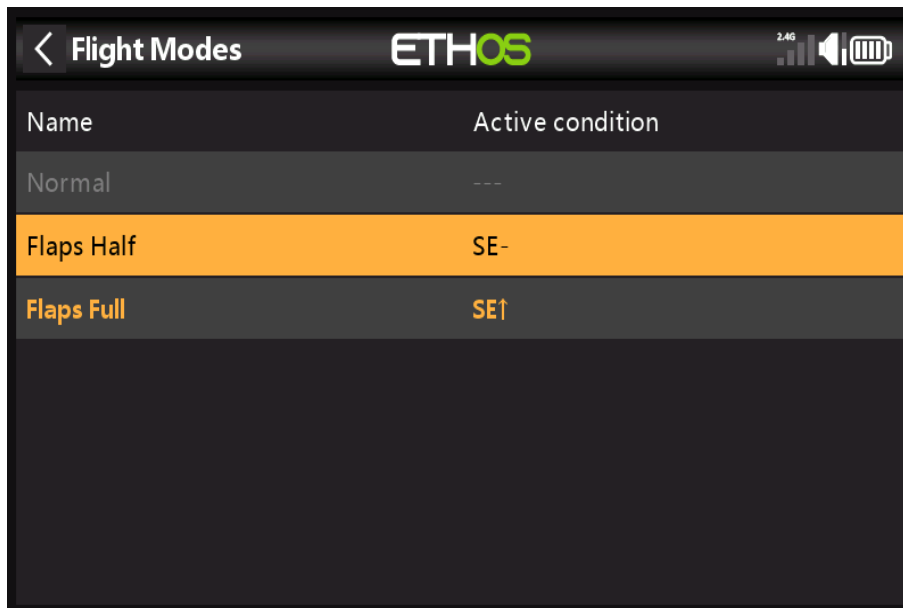 Flight Modes ETHOS 2.4G
Name Active condition
Normal ---
Flaps Half SE-
Flaps Full SE↑